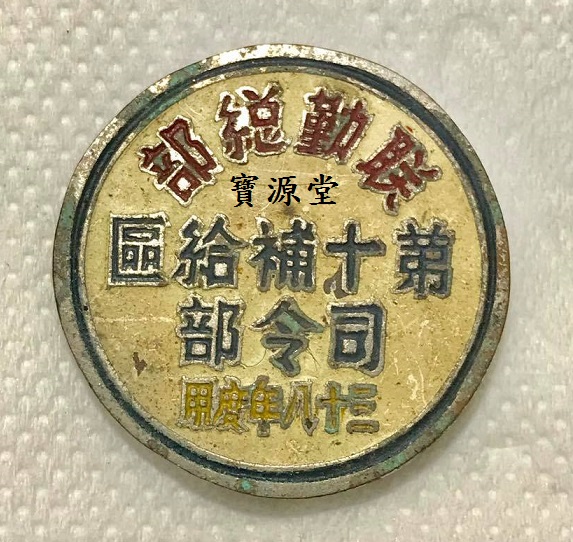 聯勤総部
寶源堂
第十補給區
司令部
三十八年度用